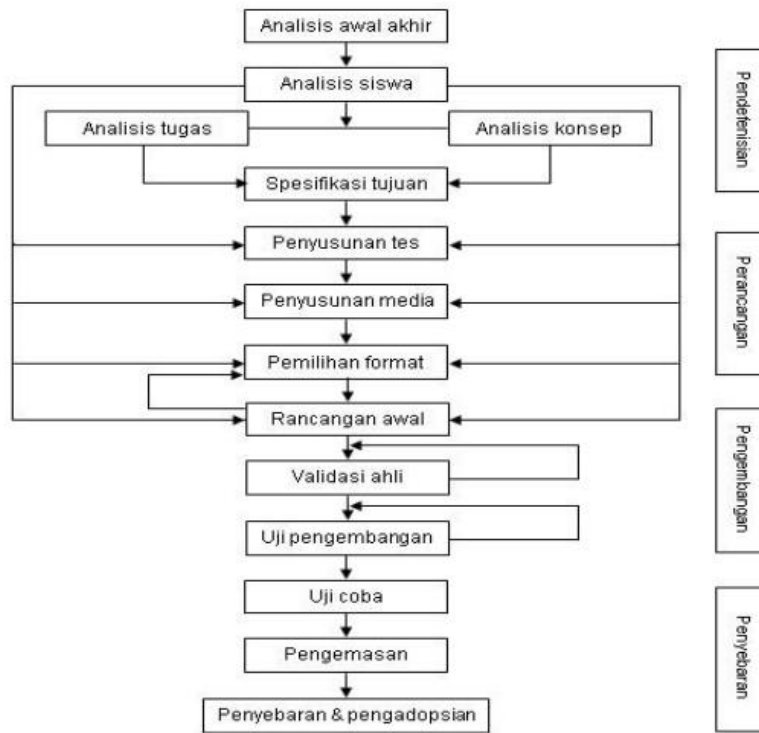 Analisis awal akhir
Analisis siswa
Analisis tugas
Analisis konsep
Spesifikasi tujuan
Penyusunan tes
Penyusunan media
Pemilihan format
Rancangan awal
Validasi ahli
Uji pengembangan
Uji coba
Pengemasan
Penyebaran & pengadopsian
Pendefenisian
Perancangan
Pengembangan
Penyebaran